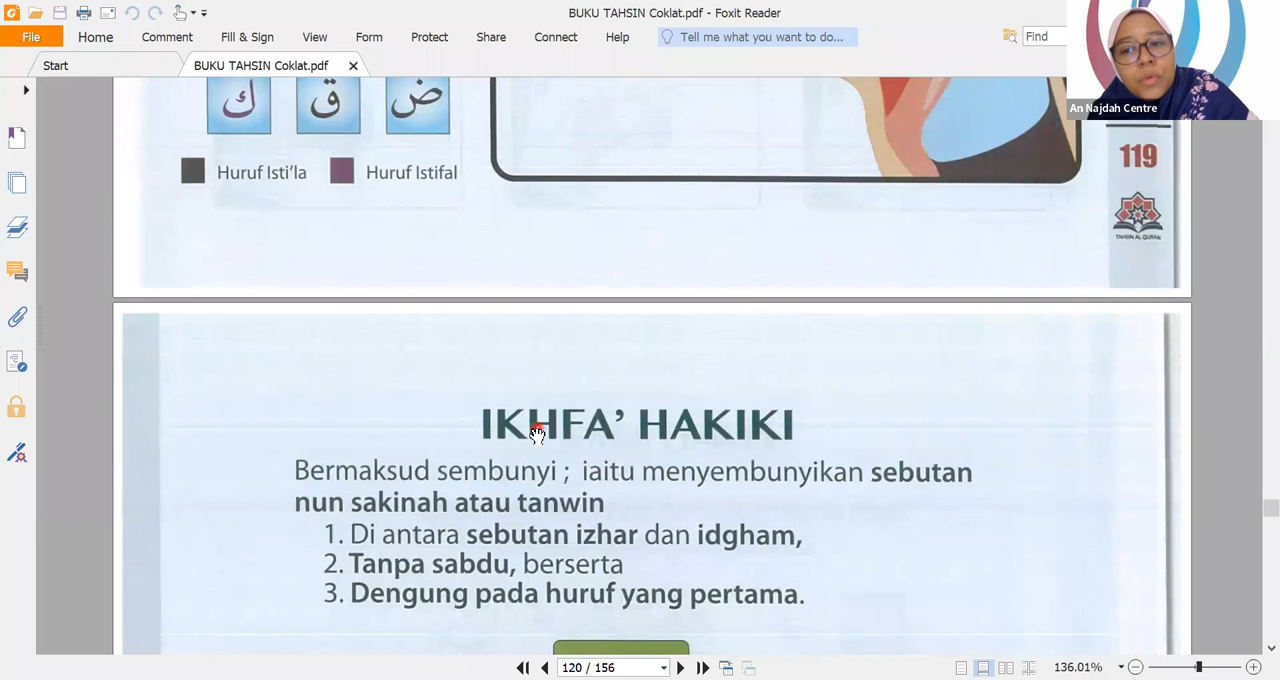 BUKU TAHSIN Coklat.pdf - Foxit Reader
File Home Comment Fill & Sign View Form Protect Share Connect Help Tell me what you want to do... Find
Start BUKU TAHSIN Coklat.pdf
An Najdah Centre
ك ق ض
Huruf Isti'la Huruf Istifal
119
TAHSIN AL QURAN
IKHFA' HAKIKI
Bermaksud sembunyi ; iaitu menyembunyikan sebutan
nun sakinah atau tanwin
1. Di antara sebutan izhar dan idgham,
2. Tanpa sabdu, berserta
3. Dengung pada huruf yang pertama.
120 / 156
136.01%